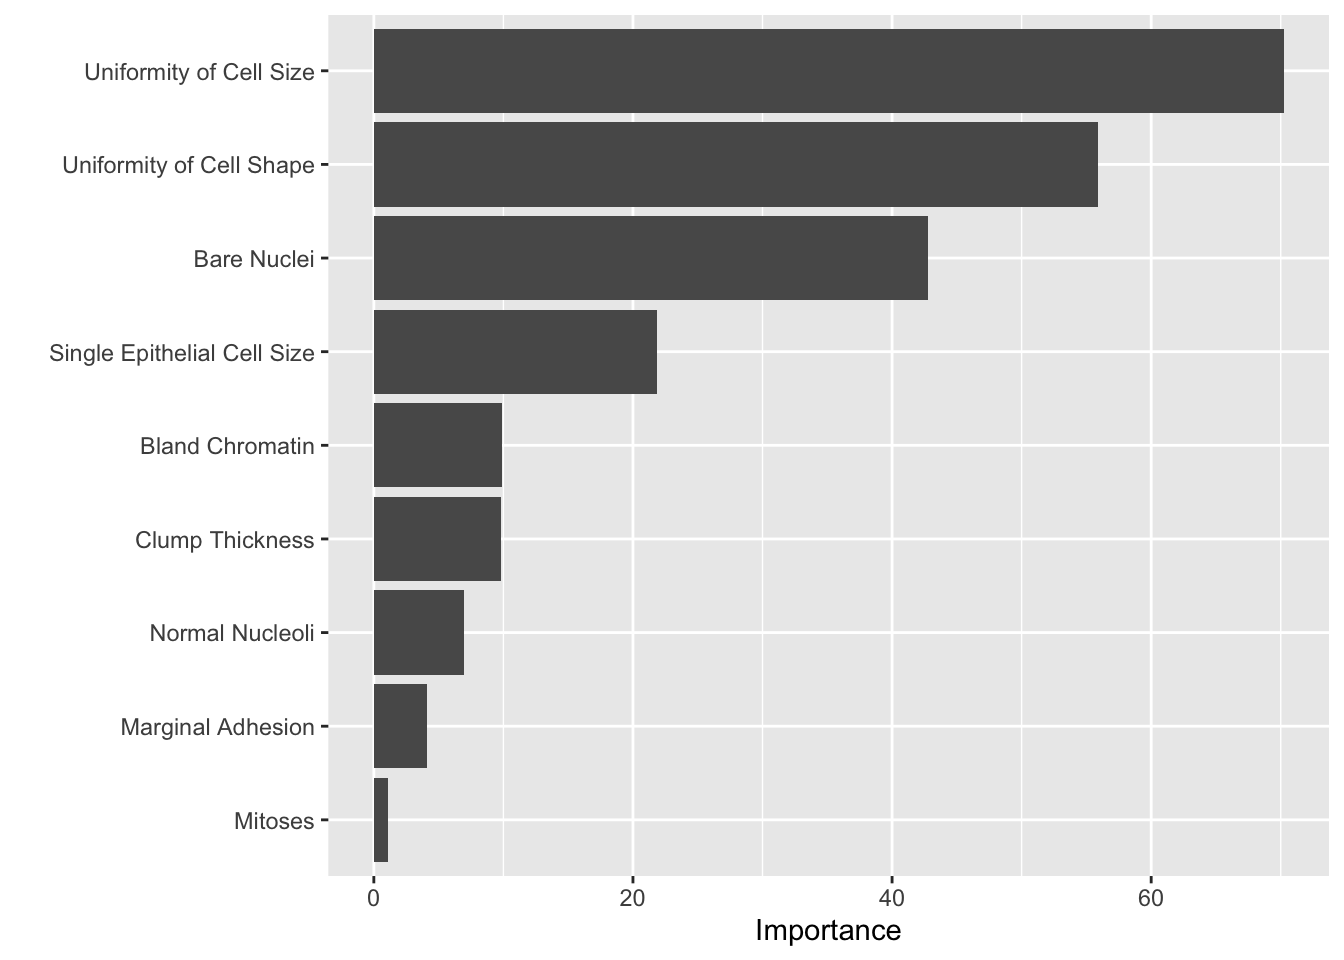 Uniformity of Cell Size
Uniformity of Cell Shape
Bare Nuclei
Single Epithelial Cell Size
Bland Chromatin
Clump Thickness
Normal Nucleoli
Marginal Adhesion
Mitoses
0 20 40 60
Importance